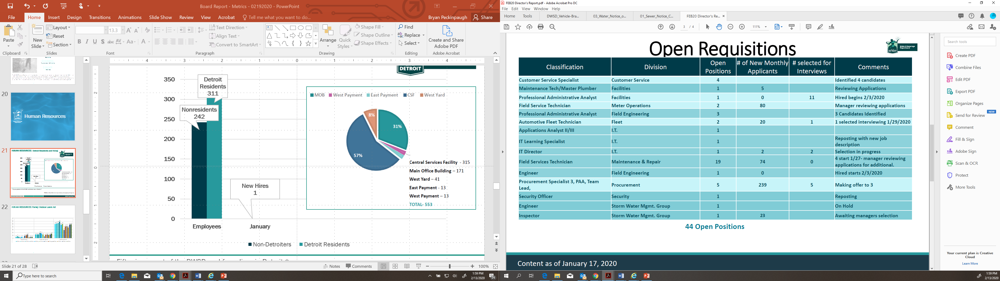 Board Report - Metrics - 02192020 - PowerPoint
File Home Insert Design Transitions Animations Slide Show Review View Acrobat Tell me what you want to do... Bryan Peckinpaugh Share
Paste
New Slide
Layout
Reset
Section
13.3
B I U S abc AV Aa A
Text Direction
Align Text
Convert to SmartArt
Arrange
Quick Styles
Shape Fill
Shape Outline
Shape Effects
Find
Replace
Select
Create and Share Adobe PDF
Clipboard Slides Font Paragraph Drawing Editing Adobe Acrobat
20
Human Resources
21
HUMAN RESOURCES: Detroit Residents and Hiring
22
HUMAN RESOURCES: Family Medical Leave Act
DETROIT
350
300
250
200
150
100
50
0
Detroit
Residents
311
Nonresidents
242
New Hires
1
Employees January
Non-Detroiters Detroit Residents
MOB West Payment East Payment CSF West Yard
8%
31%
57%
Central Services Facility - 315
Main Office Building – 171
West Yard – 41
East Payment - 13
West Payment – 13
TOTAL- 553
Slide 21 of 28 Notes Comments 100%
Type here to search
1:59 PM
2/13/2020
26
FEB20 Director's Report.pdf - Adobe Acrobat Pro DC
File Edit View Window Help
Home Tools DWSD_Vehicle-Bra... 03_Water_Notice_o... 01_Sewer_Notice_C... FEB20 Director's Re... ×
3 / 4 111%
Open Requisitions
DETROIT Water & Sewerage Department
Classification Division Open Positions # of New Monthly Applicants # selected for Interviews Comments
Customer Service Specialist Customer Service 4 Identified 4 candidates
Maintenance Tech/Master Plumber Facilities 1 5 Reviewing Applications
Professional Administrative Analyst Facilities 1 0 11 Hired begins 2/3/2020
Field Service Technician Meter Operations 2 80 Manager reviewing applications
Professional Administrative Analyst Field Engineering 3 3 Candidates Identified
Automotive Fleet Technician Fleet 2 20 1 1 selected interviewing 1/29/2020
Applications Analyst II/III I.T. 1
IT Learning Specialist I.T. 1 Reposting with new job description
IT Director I.T. 1 2 2 Selection in progress
Field Services Technician Maintenance & Repair 19 74 0 4 start 1/27- manager reviewing applications for additional.
Engineer Field Engineering 1 0 Hired starts 2/3/2020
Procurement Specialist 3, PAA, Team Lead, Procurement 5 239 5 Making offer to 3
Security Officer Security 1 Reposting
Engineer Storm Water Mgmt. Group 1 On Hold
Inspector Storm Water Mgmt. Group 1 23 Awaiting managers selection
44 Open Positions
Content as of January 17, 2020
Search tools
Create PDF
Combine Files
Edit PDF
Export PDF
Organize Pages
Send for Review NEW
Comment
Fill & Sign
Adobe Sign
Scan & OCR
Protect
More Tools
Your current plan is Creative
Cloud
Learn More
1:59 PM
2/13/2020